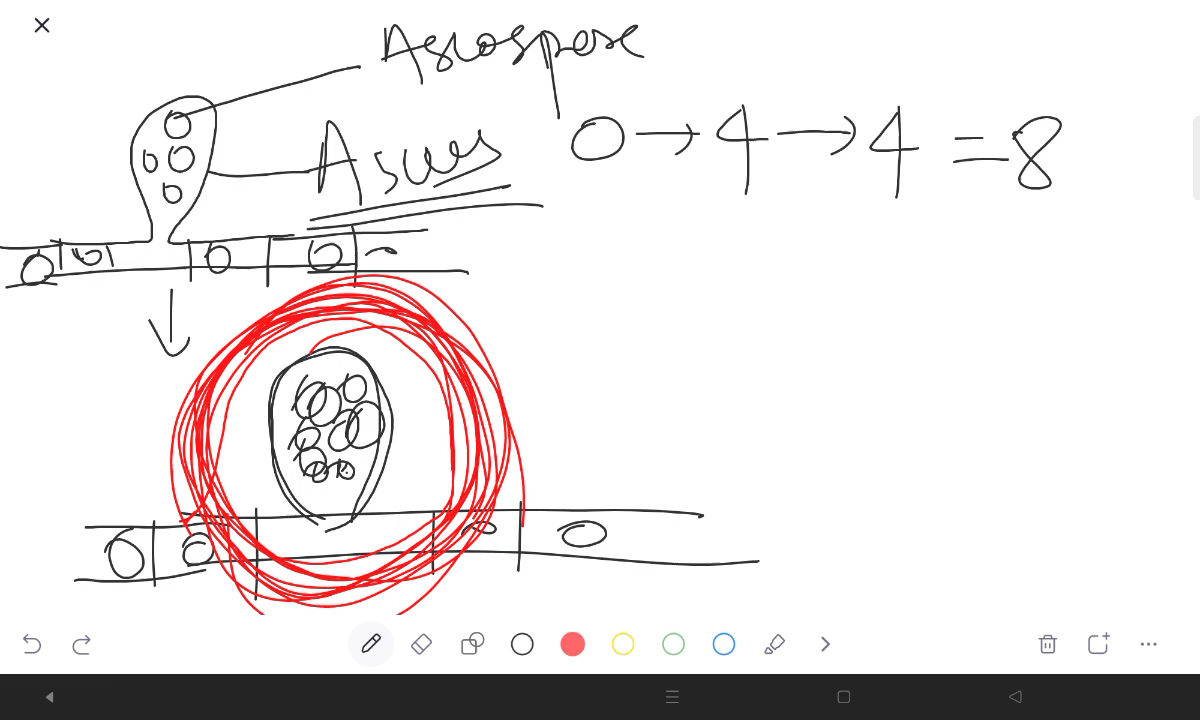 Ascospore
Ascus
0 → 4 → 4 = 8